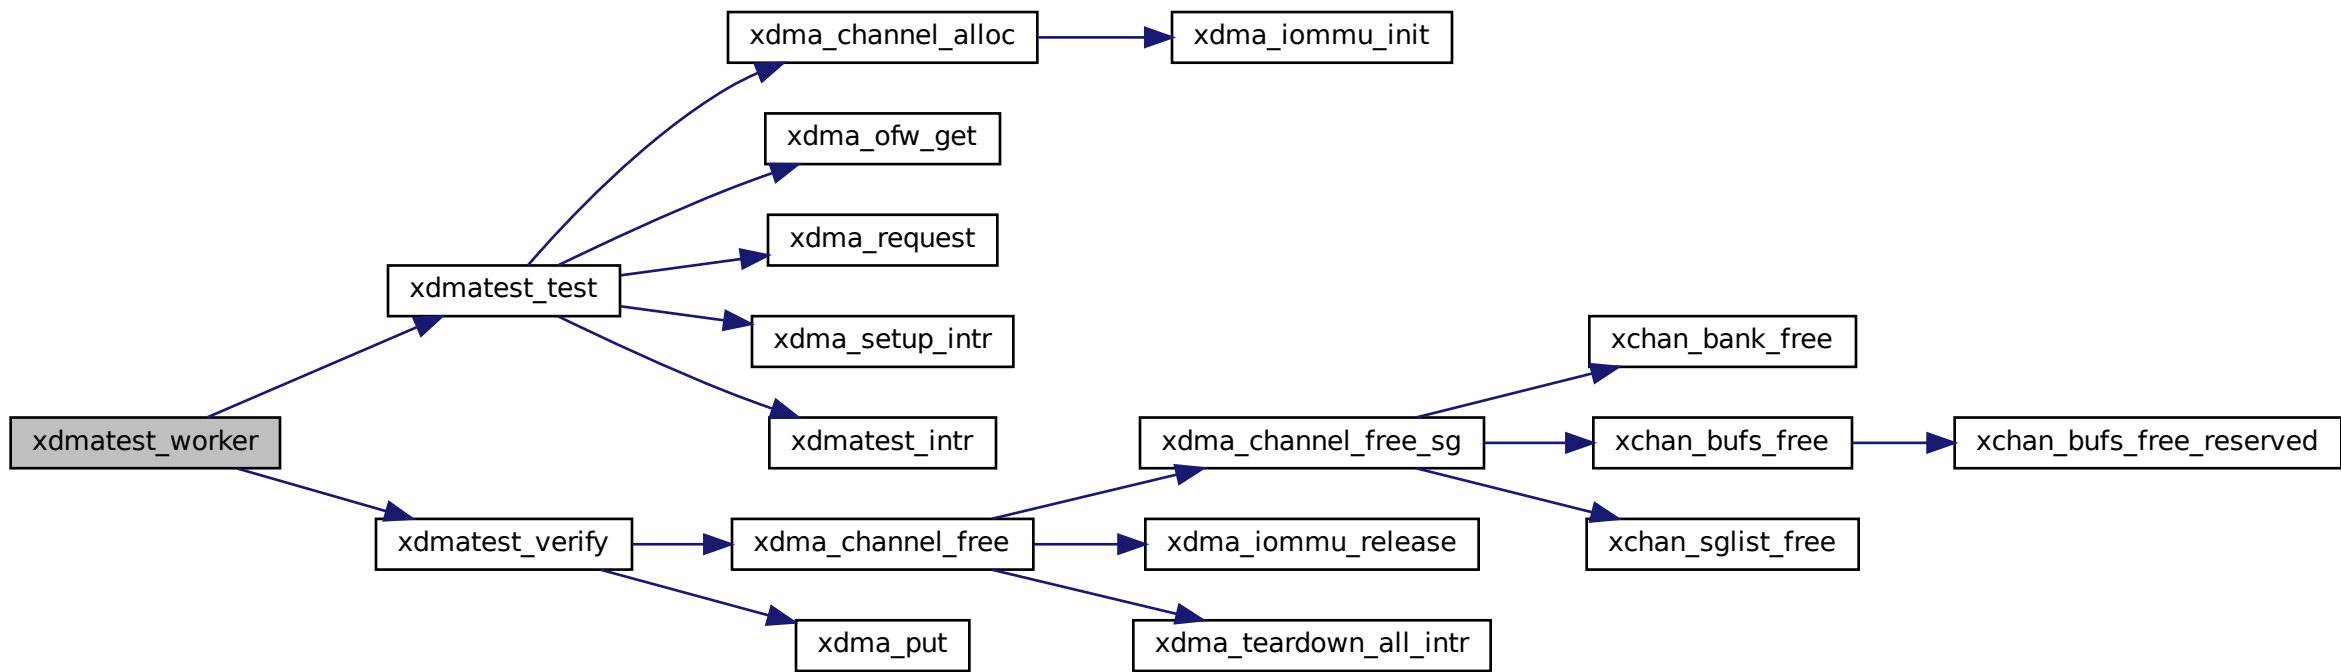 xdma_channel_alloc
xdma_iommu_init
xdma_ofw_get
xdma_request
xdmatest_test
xdma_setup_intr
xchan_bank_free
xdmatest_worker
xdmatest_intr
xdma_channel_free_sg
xchan_bufs_free
xchan_bufs_free_reserved
xdmatest_verify
xdma_channel_free
xdma_iommu_release
xchan_sglist_free
xdma_put
xdma_teardown_all_intr